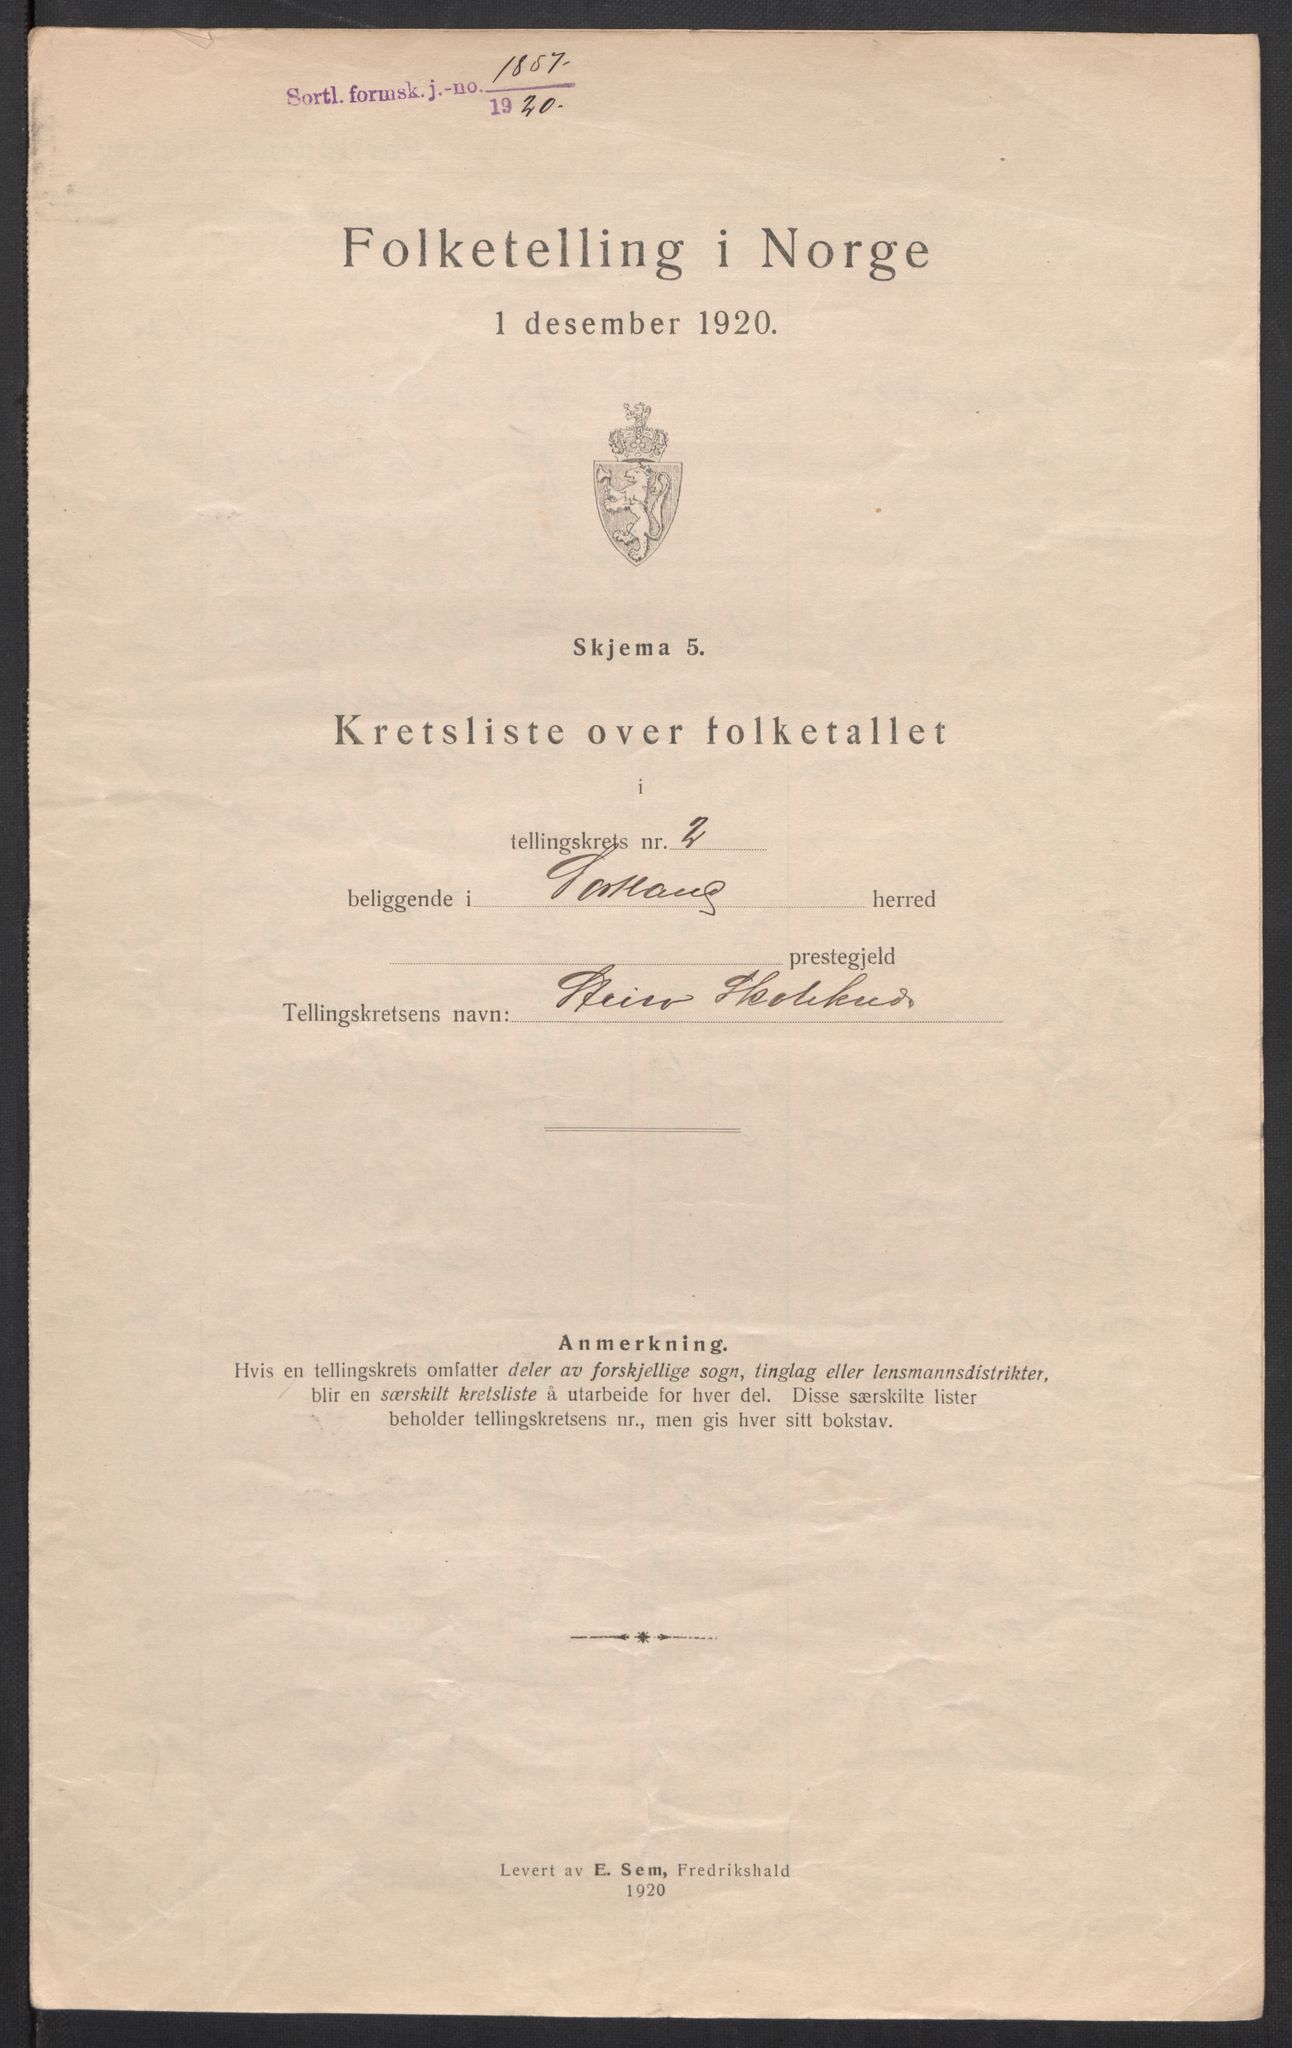 Sortl. formsk. j.-no. 1857.
1920.
Folketelling i Norge
1 desember 1920.
Skjema 5.
Kretsliste over folketallet
i
tellingskrets nr. 2
beliggende i Sortland herred
prestegjeld
Tellingskretsens navn: Steiro Skolekreds
Anmerkning.
Hvis en tellingskrets omfatter deler av forskjellige sogn, tinglag eller lensmannsdistrikter,
blir en særskilt kretsliste å utarbeide for hver del. Disse særskilte lister
beholder tellingskretsens nr., men gis hver sitt bokstav.
Levert av E. Sem, Fredrikshald
1920